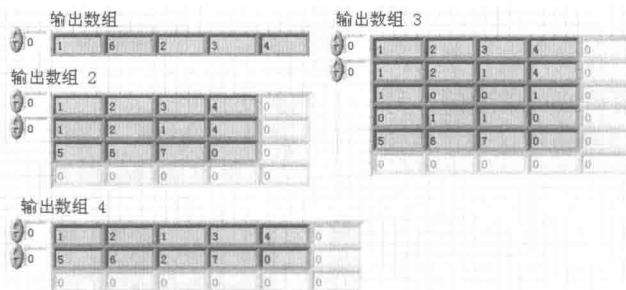 输出数组
0 1 6 2 3 4
输出数组 2
0 1 2 3 4 0
0 1 2 1 4 0
5 6 7 0 0
0 0 0 0 0
输出数组 3
0 1 2 3 4 0
0 1 2 1 4 0
1 0 0 1 0
0 1 1 0 0
5 6 7 0 0
0 0 0 0 0
输出数组 4
0 1 2 1 3 4 0
0 5 6 2 7 0 0
0 0 0 0 0 0